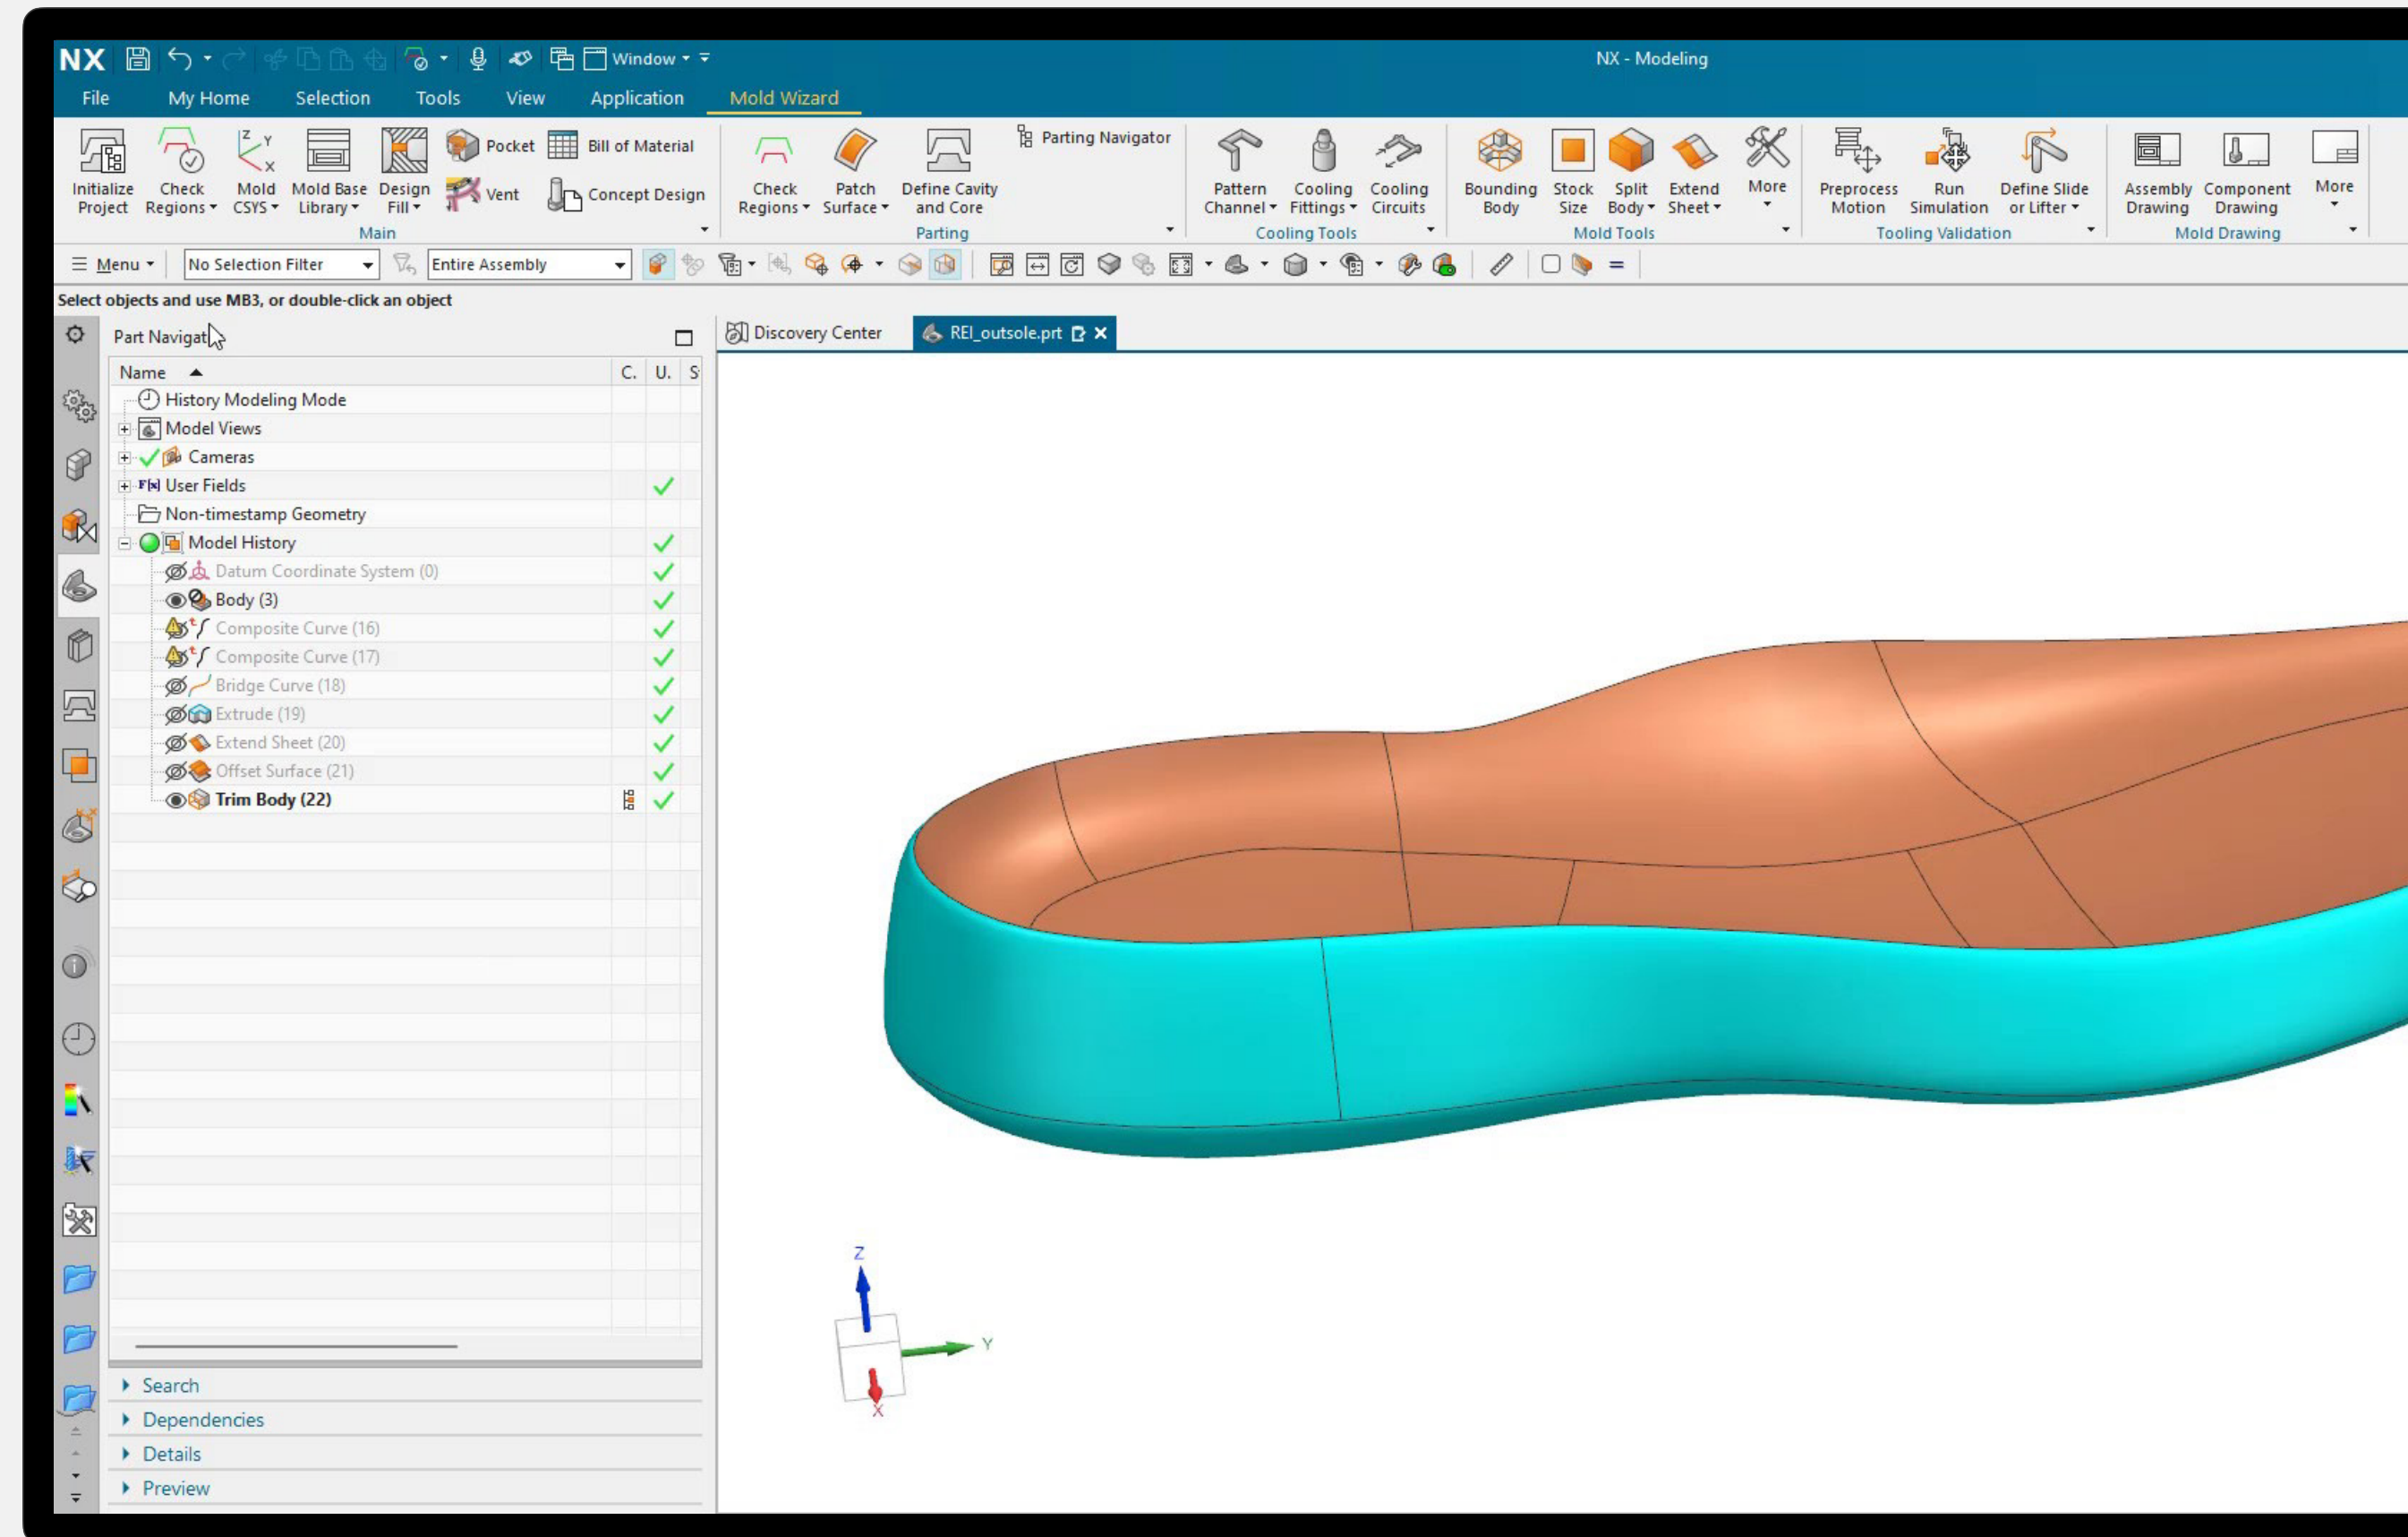 NX Window NX - Modeling
File My Home Selection Tools View Application Mold Wizard
Initialize Project
Check Regions
Mold CSYS
Mold Base Library
Design Fill
Pocket
Vent
Bill of Material
Concept Design
Main
Check Regions
Patch Surface
Define Cavity and Core
Parting Navigator
Parting
Pattern Channel
Cooling Fittings
Cooling Circuits
Cooling Tools
Bounding Body
Stock Size
Split Body
Extend Sheet
More
Mold Tools
Preprocess Motion
Run Simulation
Define Slide or Lifter
Tooling Validation
Assembly Drawing
Component Drawing
More
Mold Drawing
Menu No Selection Filter Entire Assembly
Select objects and use MB3, or double-click an object
Part Navigat
Discovery Center REI_outsole.prt
Name C. U. S
History Modeling Mode
Model Views
Cameras
F(x) User Fields
Non-timestamp Geometry
Model History
Datum Coordinate System (0)
Body (3)
Composite Curve (16)
Composite Curve (17)
Bridge Curve (18)
Extrude (19)
Extend Sheet (20)
Offset Surface (21)
Trim Body (22)
Search
Dependencies
Details
Preview
Z
Y
X